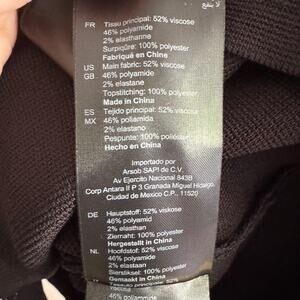 FR Tissu principal: 52% viscose
46% polyamide
2% elasthanne
Surpiqûre: 100% polyester
Fabriqué en Chine
US Main fabric: 52% viscose
GB 46% polyamide
2% elastane
Topstitching: 100% polyester
Made in China
ES Tejido principal: 52% viscosa
MX 46% poliamida
2% elastano
Pespunte: 100% poliéster
Hecho en China
Importado por
Arsob SAPI de C.V.
Av Ejercito Nacional 843B
Corp Antara II P 3 Granada Miguel Hidalgo,
Ciudad de Mexico C.P., 11520
DE Hauptstoff: 52% viskose
46% polyamid
2% elasthan
Ziernaht: 100% polyester
Hergestellt in China
NL Hoofdstof: 52% viscose
46% polyamide
2% elastaan
Sierstiksel: 100% polyester
Gemaakt in China
46% poliammide